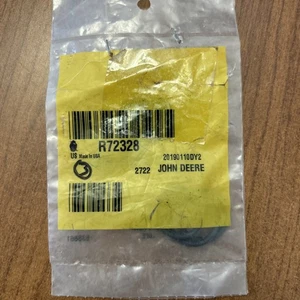 R72328
US Made in USA
20190110DY2
2722 JOHN DEERE